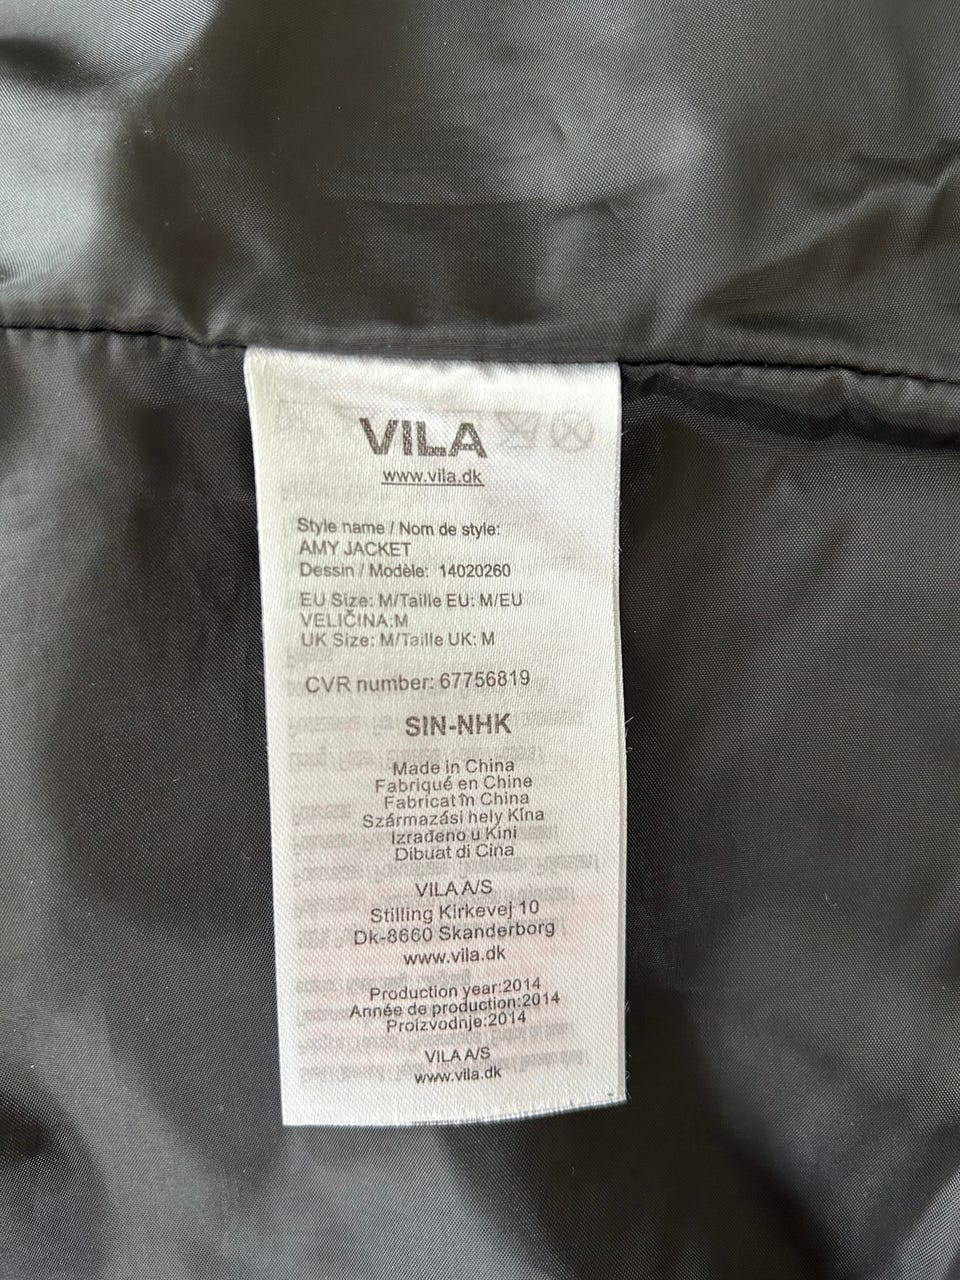 VILA
www.vila.dk
Style name / Nom de style:
AMY JACKET
Dessin / Modèle: 14020260
EU Size: M/Taille EU: M/EU
VELIČINA:M
UK Size: M/Taille UK: M
CVR number: 67756819
SIN-NHK
Made in China
Fabriqué en Chine
Fabricat în China
Származási hely Kína
Izrađeno u Kini
Dibuat di Cina
VILA A/S
Stilling Kirkevej 10
Dk-8660 Skanderborg
www.vila.dk
Production year:2014
Année de production:2014
Proizvodnje:2014
VILA A/S
www.vila.dk